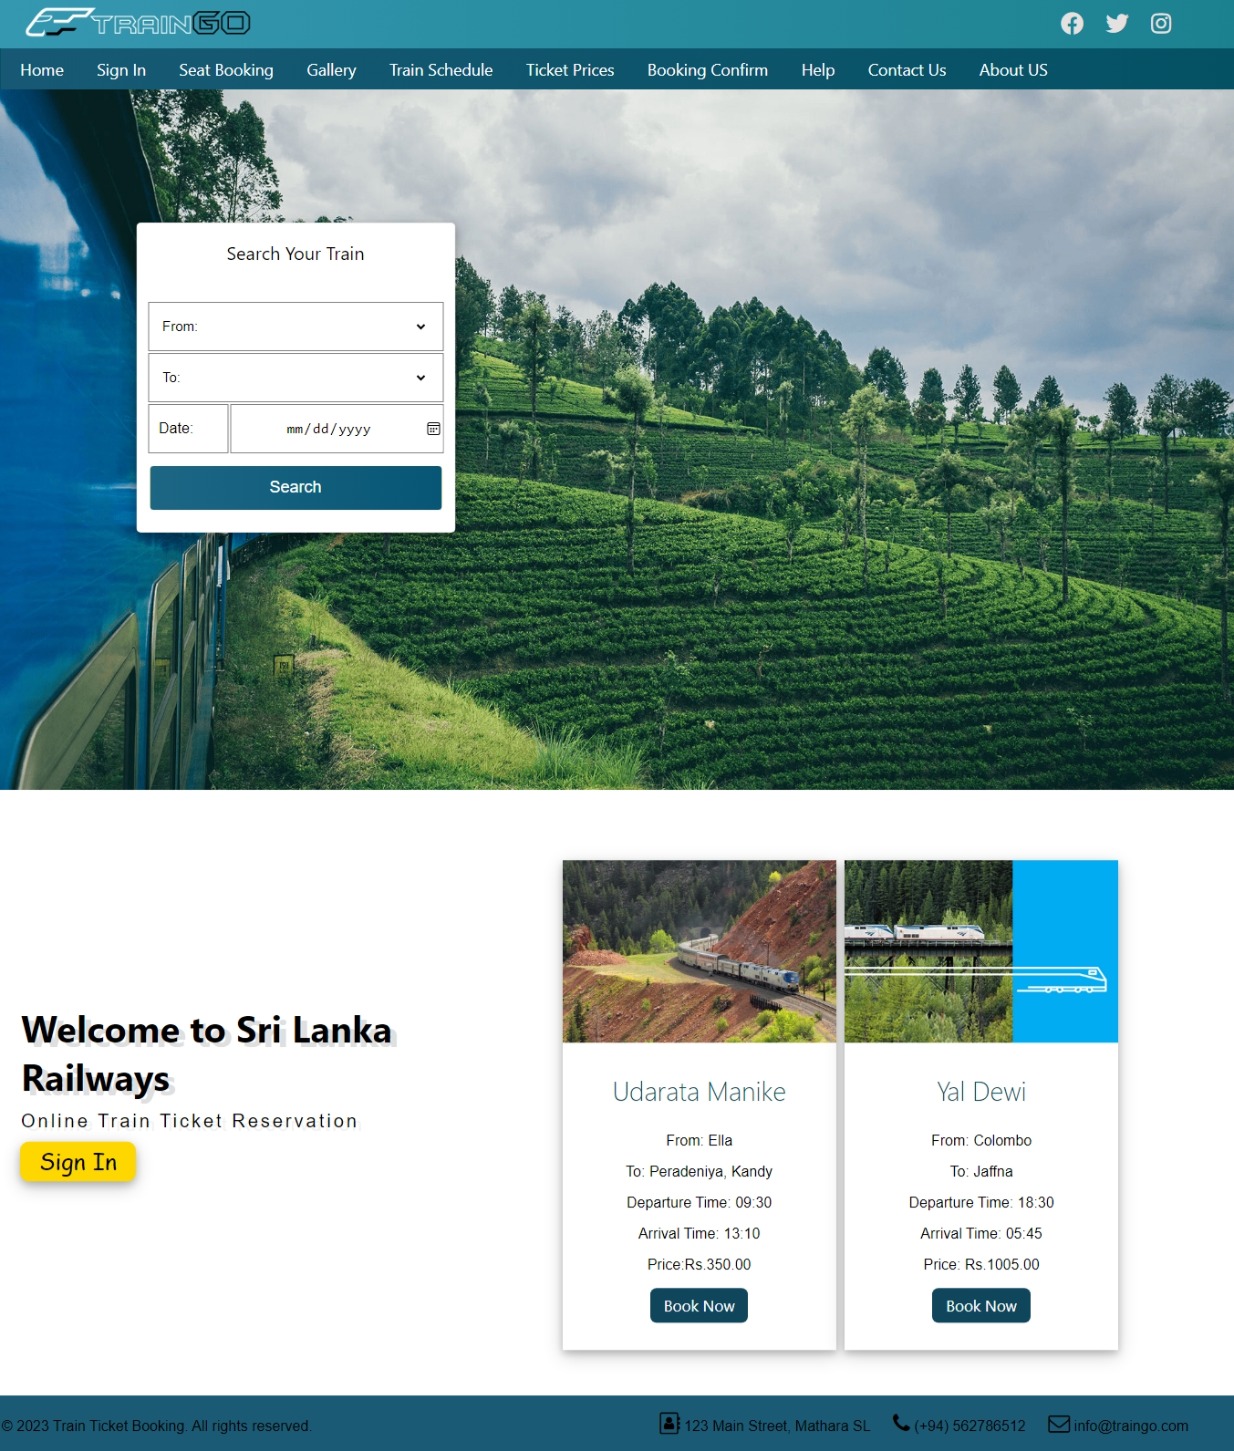 TRAINGO
Home Sign In Seat Booking Gallery Train Schedule Ticket Prices Booking Confirm Help Contact Us About US
Search Your Train
From:
To:
Date: mm/dd/yyyy
Search
Welcome to Sri Lanka
Railways
Online Train Ticket Reservation
Sign In
Udarata Manike
From: Ella
To: Peradeniya, Kandy
Departure Time: 09:30
Arrival Time: 13:10
Price:Rs.350.00
Book Now
Yal Dewi
From: Colombo
To: Jaffna
Departure Time: 18:30
Arrival Time: 05:45
Price: Rs.1005.00
Book Now
© 2023 Train Ticket Booking. All rights reserved.
123 Main Street, Mathara SL
(+94) 562786512
info@traingo.com